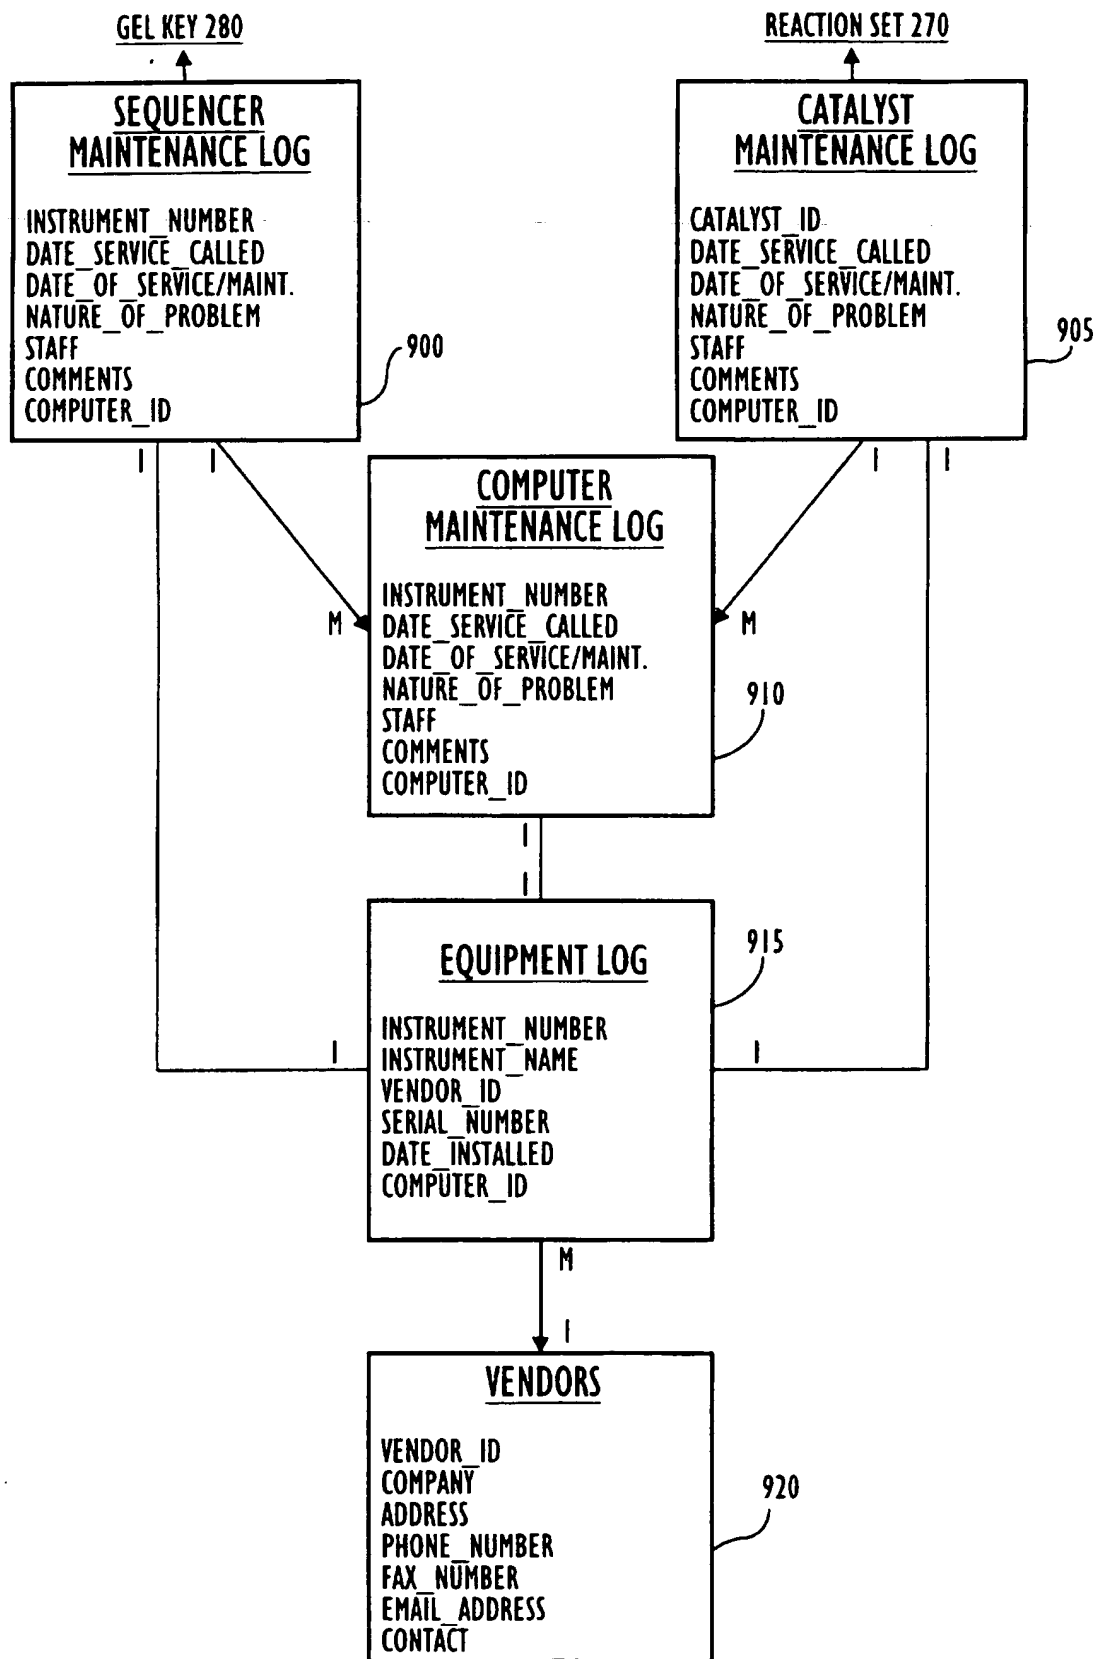 GEL KEY 280
REACTION SET 270
SEQUENCER
MAINTENANCE LOG
INSTRUMENT_NUMBER
DATE_SERVICE_CALLED
DATE_OF_SERVICE/MAINT.
NATURE_OF_PROBLEM
STAFF
COMMENTS
COMPUTER_ID
900
CATALYST
MAINTENANCE LOG
CATALYST_ID
DATE_SERVICE_CALLED
DATE_OF_SERVICE/MAINT.
NATURE_OF_PROBLEM
STAFF
COMMENTS
COMPUTER_ID
905
1
1
1
1
COMPUTER
MAINTENANCE LOG
INSTRUMENT_NUMBER
DATE_SERVICE_CALLED
DATE_OF_SERVICE/MAINT.
NATURE_OF_PROBLEM
STAFF
COMMENTS
COMPUTER_ID
M
M
910
1
1
EQUIPMENT LOG
INSTRUMENT_NUMBER
INSTRUMENT_NAME
VENDOR_ID
SERIAL_NUMBER
DATE_INSTALLED
COMPUTER_ID
915
1
1
M
1
VENDORS
VENDOR_ID
COMPANY
ADDRESS
PHONE_NUMBER
FAX_NUMBER
EMAIL_ADDRESS
CONTACT
920